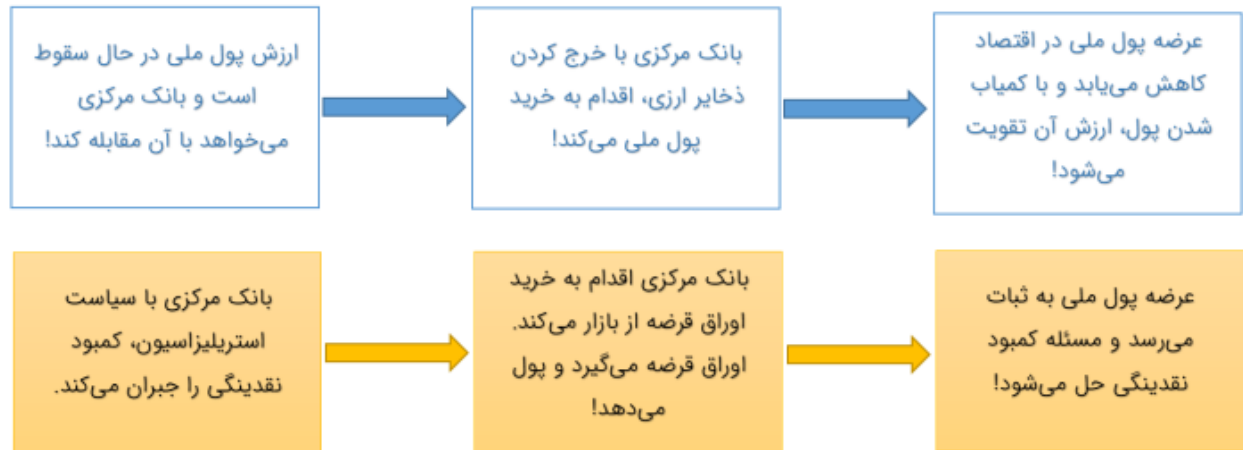 ارزش پول ملی در حال سقوط
است و بانک مرکزی
می‌خواهد با آن مقابله کند!
بانک مرکزی با خرج کردن
ذخایر ارزی، اقدام به خرید
پول ملی می‌کند!
عرضه پول ملی در اقتصاد
کاهش می‌یابد و با کمیاب
شدن پول، ارزش آن تقویت
می‌شود!
بانک مرکزی با سیاست
استریلیزاسیون، کمبود
نقدینگی را جبران می‌کند.
بانک مرکزی اقدام به خرید
اوراق قرضه از بازار می‌کند.
اوراق قرضه می‌گیرد و پول
می‌دهد!
عرضه پول ملی به ثبات
می‌رسد و مسئله کمبود
نقدینگی حل می‌شود!